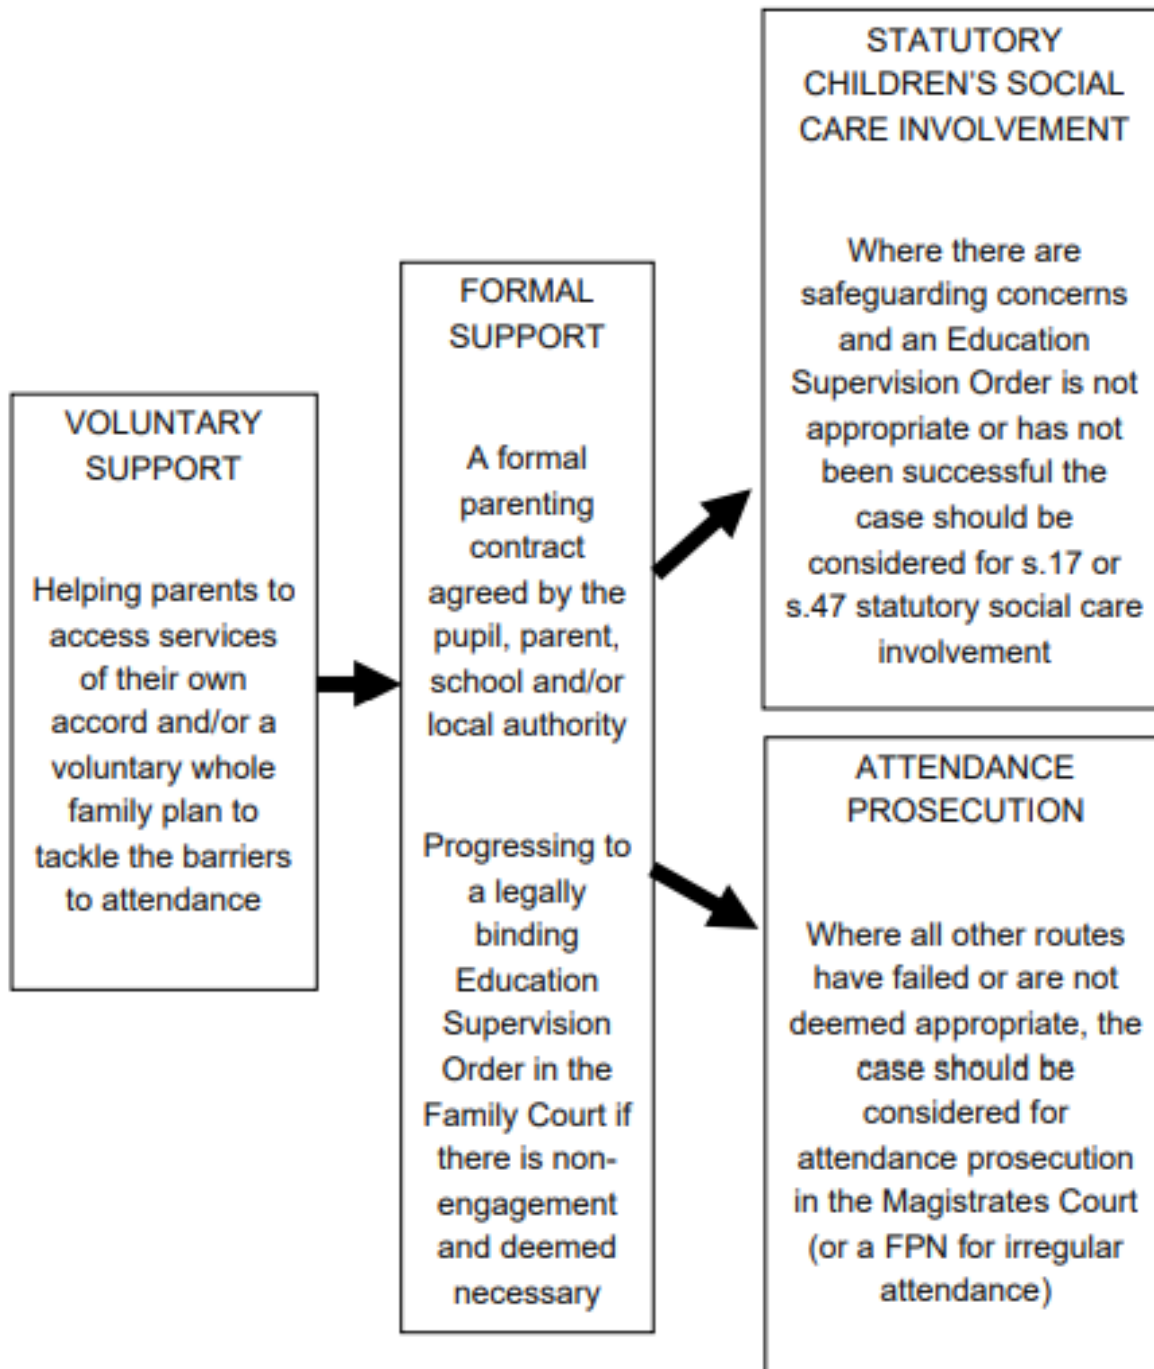 VOLUNTARY
SUPPORT
Helping parents to
access services
of their own
accord and/or a
voluntary whole
family plan to
tackle the barriers
to attendance
FORMAL
SUPPORT
A formal
parenting
contract
agreed by the
pupil, parent,
school and/or
local authority
Progressing to
a legally
binding
Education
Supervision
Order in the
Family Court if
there is non-
engagement
and deemed
necessary
STATUTORY
CHILDREN'S SOCIAL
CARE INVOLVEMENT
Where there are
safeguarding concerns
and an Education
Supervision Order is not
appropriate or has not
been successful the
case should be
considered for s.17 or
s.47 statutory social care
involvement
ATTENDANCE
PROSECUTION
Where all other routes
have failed or are not
deemed appropriate, the
case should be
considered for
attendance prosecution
in the Magistrates Court
(or a FPN for irregular
attendance)